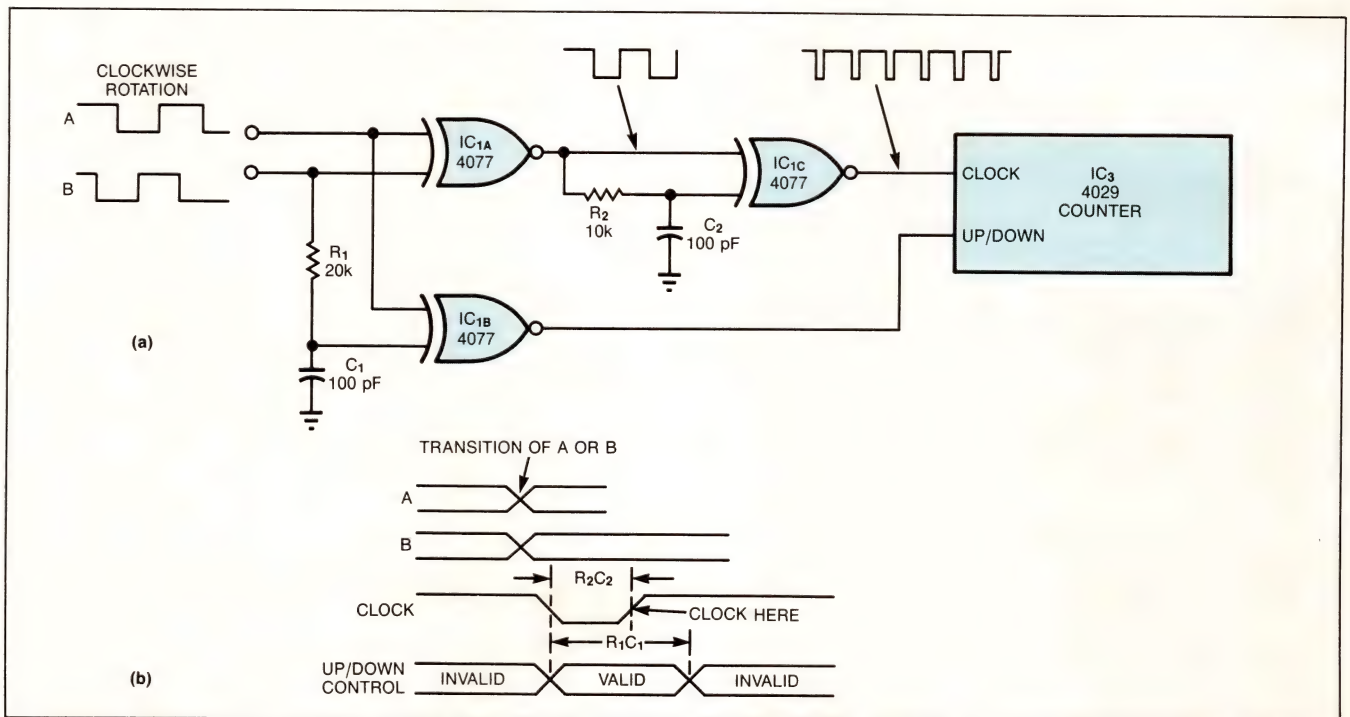 CLOCKWISE
ROTATION
A
B
IC1A
4077
R1
20k
C1
100 pF
IC1B
4077
R2
10k
C2
100 pF
IC1C
4077
CLOCK
UP/DOWN
IC3
4029
COUNTER
(a)
TRANSITION OF A OR B
A
B
R2C2
CLOCK
CLOCK HERE
R1C1
UP/DOWN
CONTROL
INVALID
VALID
INVALID
(b)